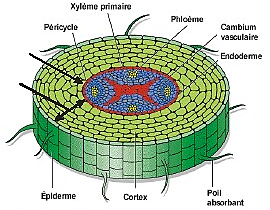 Xylème primaire
Phloème
Péricycle
Cambium
vasculaire
Endoderme
Épiderme
Cortex
Poil
absorbant